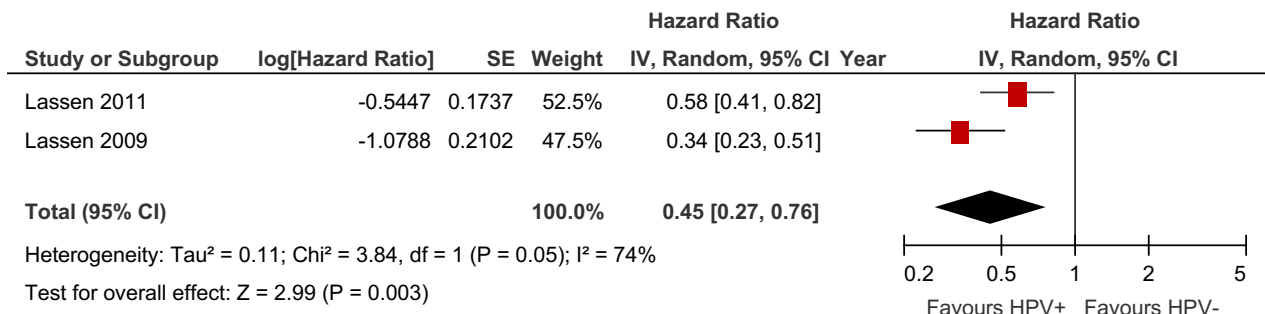 Hazard Ratio Hazard Ratio
Study or Subgroup log[Hazard Ratio] SE Weight IV, Random, 95% CI Year IV, Random, 95% CI
Lassen 2011 -0.5447 0.1737 52.5% 0.58 [0.41, 0.82]
Lassen 2009 -1.0788 0.2102 47.5% 0.34 [0.23, 0.51]
Total (95% CI) 100.0% 0.45 [0.27, 0.76]
Heterogeneity: Tau² = 0.11; Chi² = 3.84, df = 1 (P = 0.05); I² = 74%
Test for overall effect: Z = 2.99 (P = 0.003)
0.2 0.5 1 2 5
Favours HPV+ Favours HPV-